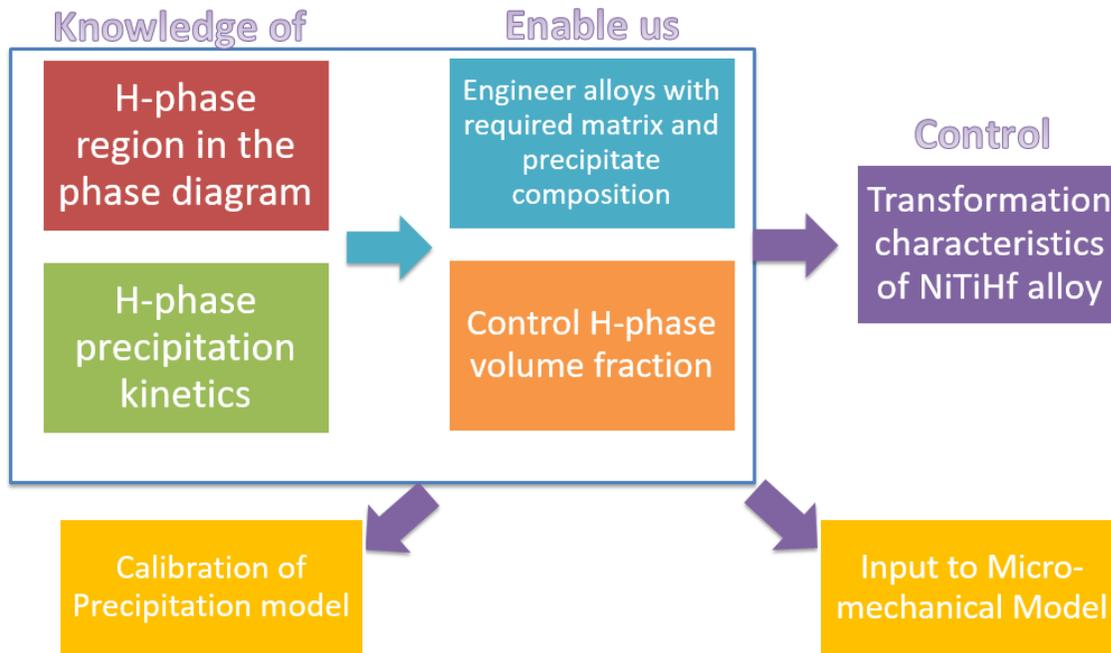 Knowledge of
Enable us
H-phase
region in the
phase diagram
Engineer alloys with
required matrix and
precipitate
composition
Control
Transformation
characteristics
of NiTiHf alloy
H-phase
precipitation
kinetics
Control H-phase
volume fraction
Calibration of
Precipitation model
Input to Micro-
mechanical Model